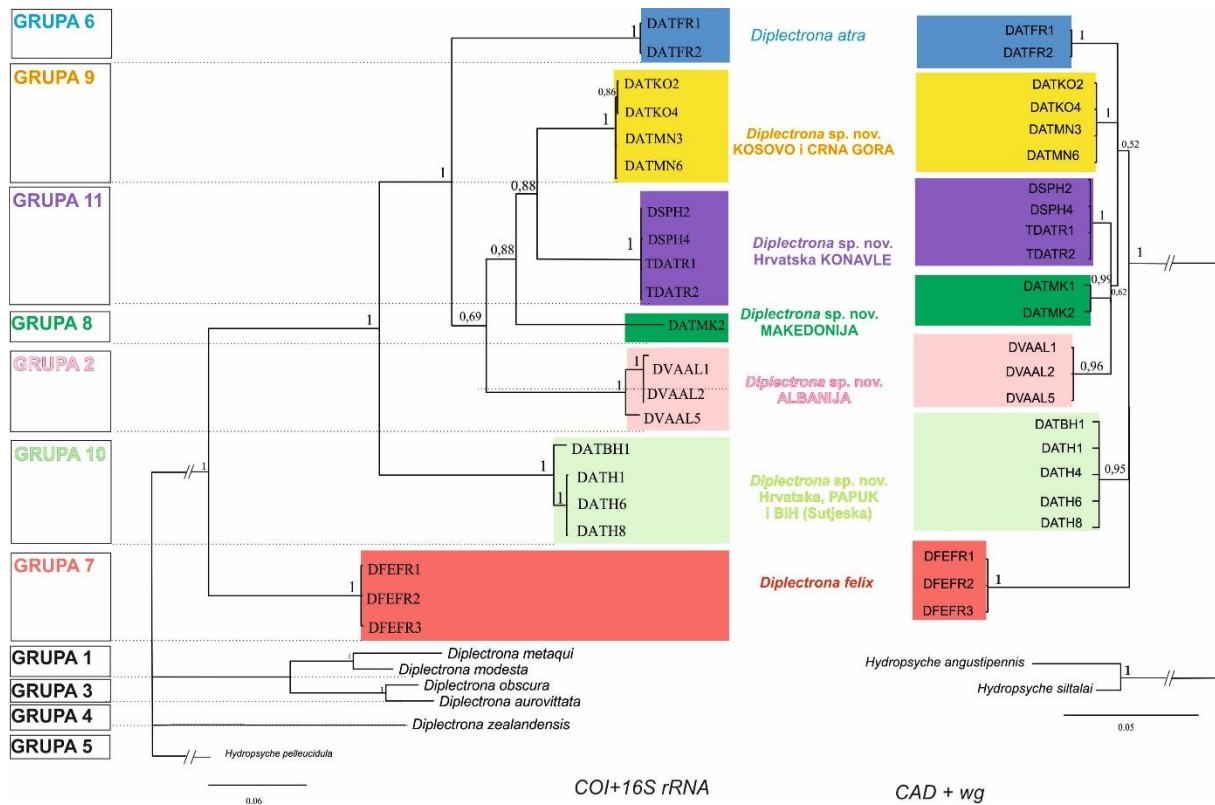 GRUPA 6
GRUPA 9
GRUPA 11
GRUPA 8
GRUPA 2
GRUPA 10
GRUPA 7
GRUPA 1
GRUPA 3
GRUPA 4
GRUPA 5
1
DATFR1
DATFR2
0,86
1
DATKO2
DATKO4
DATMN3
DATMN6
1
0,88
0,88
1
DSPH2
DSPH4
TDATR1
TDATR2
0,69
DATMK2
1
1
1
DVAAL1
DVAAL2
DVAAL5
1
1
DATBH1
DATH1
DATH6
DATH8
1
1
DFEFR1
DFEFR2
DFEFR3
1
Diplectrona metaqui
Diplectrona modesta
1
Diplectrona obscura
Diplectrona aurovittata
Diplectrona zealandensis
Hydropsyche pelleucidula
0.06
COI+16S rRNA
Diplectrona atra
Diplectrona sp. nov.
KOSOVO i CRNA GORA
Diplectrona sp. nov.
Hrvatska KONAVLE
Diplectrona sp. nov.
MAKEDONIJA
Diplectrona sp. nov.
ALBANIJA
Diplectrona sp. nov.
Hrvatska, PAPUK
i BIH (Sutjeska)
Diplectrona felix
DATFR1
DATFR2
1
DATKO2
DATKO4
DATMN3
DATMN6
1
0,52
DSPH2
DSPH4
TDATR1
TDATR2
1
1
DATMK1
DATMK2
0,99
0,62
DVAAL1
DVAAL2
DVAAL5
0,96
DATBH1
DATH1
DATH4
DATH6
DATH8
0,95
DFEFR1
DFEFR2
DFEFR3
1
Hydropsyche angustipennis
Hydropsyche siltalai
1
0.05
CAD + wg